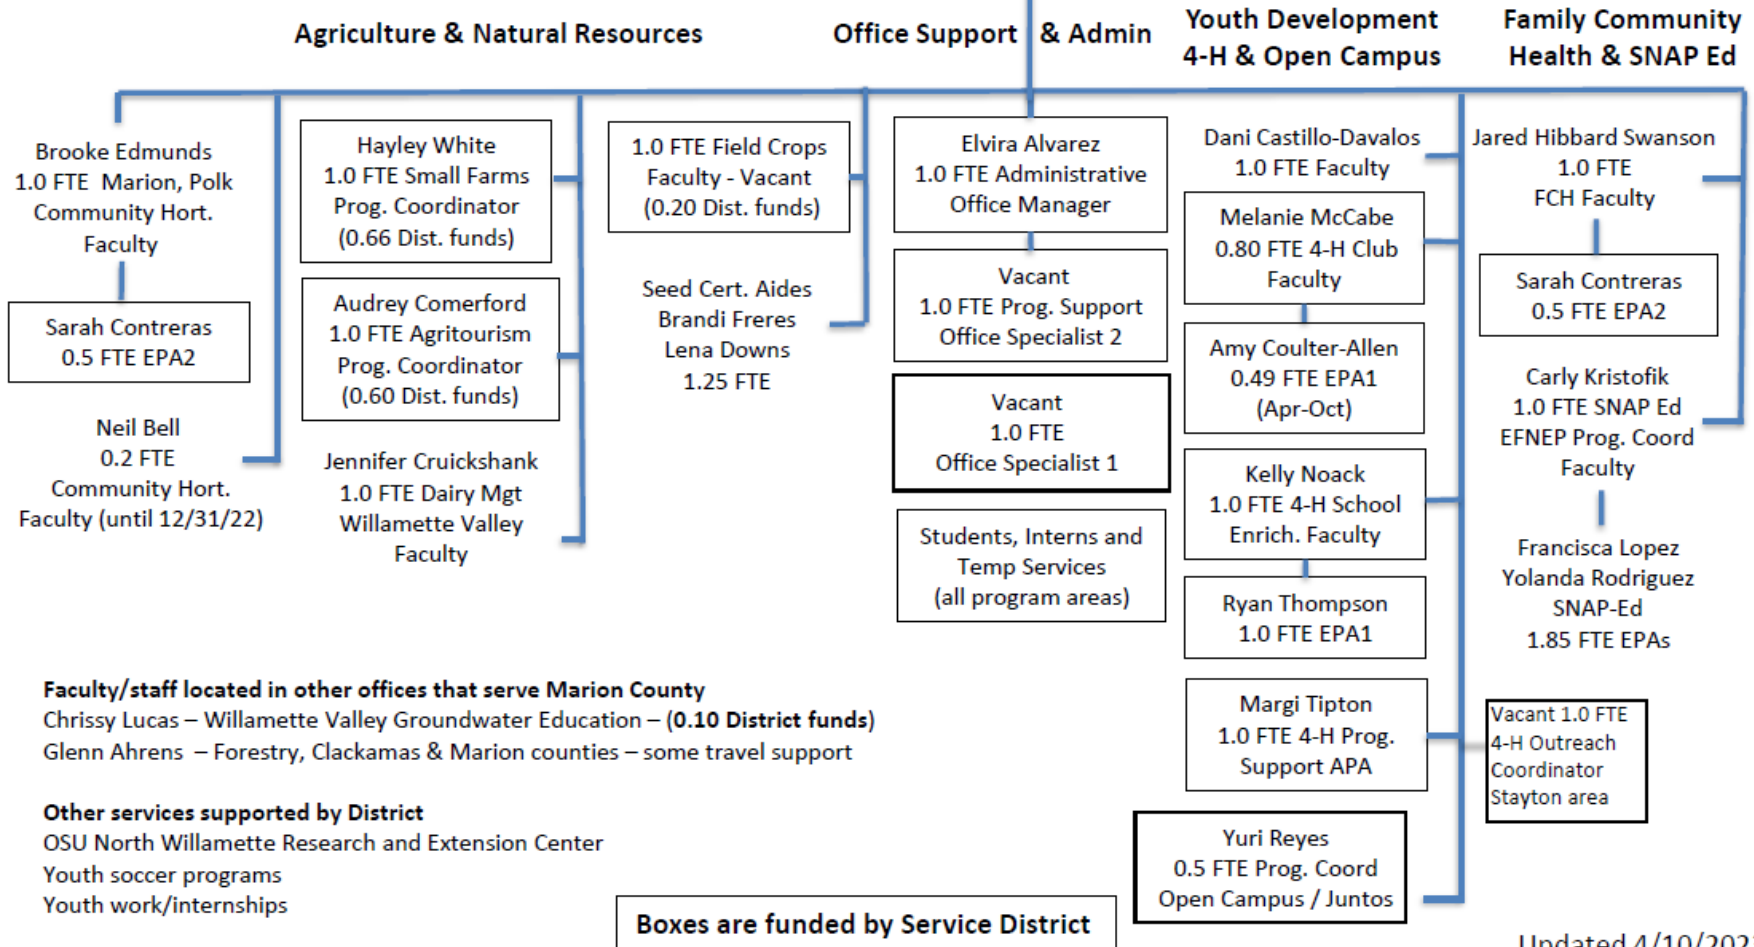 Agriculture & Natural Resources
Office Support & Admin
Youth Development
4-H & Open Campus
Family Community
Health & SNAP Ed
Brooke Edmunds
1.0 FTE Marion, Polk
Community Hort.
Faculty
Sarah Contreras
0.5 FTE EPA2
Neil Bell
0.2 FTE
Community Hort.
Faculty (until 12/31/22)
Hayley White
1.0 FTE Small Farms
Prog. Coordinator
(0.66 Dist. funds)
Audrey Comerford
1.0 FTE Agritourism
Prog. Coordinator
(0.60 Dist. funds)
Jennifer Cruickshank
1.0 FTE Dairy Mgt
Willamette Valley
Faculty
1.0 FTE Field Crops
Faculty - Vacant
(0.20 Dist. funds)
Seed Cert. Aides
Brandi Freres
Lena Downs
1.25 FTE
Elvira Alvarez
1.0 FTE Administrative
Office Manager
Vacant
1.0 FTE Prog. Support
Office Specialist 2
Vacant
1.0 FTE
Office Specialist 1
Students, Interns and
Temp Services
(all program areas)
Dani Castillo-Davalos
1.0 FTE Faculty
Melanie McCabe
0.80 FTE 4-H Club
Faculty
Amy Coulter-Allen
0.49 FTE EPA1
(Apr-Oct)
Kelly Noack
1.0 FTE 4-H School
Enrich. Faculty
Ryan Thompson
1.0 FTE EPA1
Margi Tipton
1.0 FTE 4-H Prog.
Support APA
Yuri Reyes
0.5 FTE Prog. Coord
Open Campus / Juntos
Jared Hibbard Swanson
1.0 FTE
FCH Faculty
Sarah Contreras
0.5 FTE EPA2
Carly Kristofik
1.0 FTE SNAP Ed
EFNEP Prog. Coord
Faculty
Francisca Lopez
Yolanda Rodriguez
SNAP-Ed
1.85 FTE EPAs
Vacant 1.0 FTE
4-H Outreach
Coordinator
Stayton area
Faculty/staff located in other offices that serve Marion County
Chrissy Lucas – Willamette Valley Groundwater Education – (0.10 District funds)
Glenn Ahrens – Forestry, Clackamas & Marion counties – some travel support
Other services supported by District
OSU North Willamette Research and Extension Center
Youth soccer programs
Youth work/internships
Boxes are funded by Service District
Updated